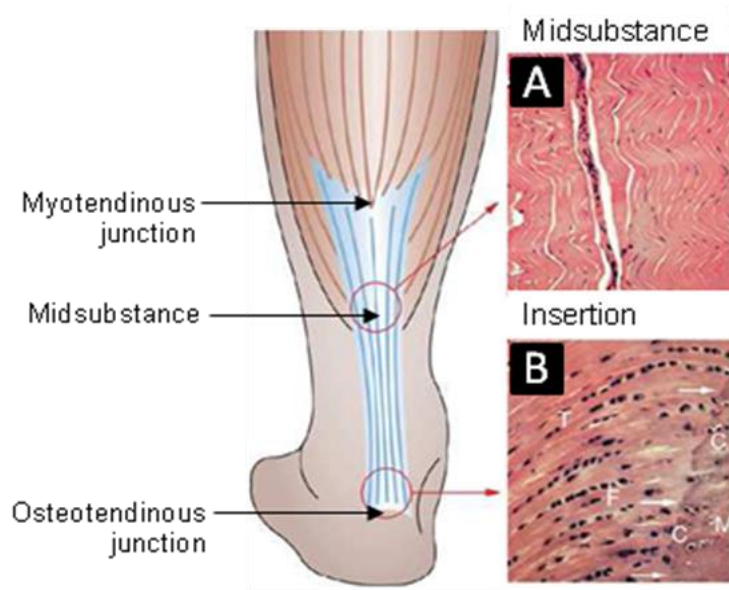 Midsubstance
A
Myotendinous
junction
Midsubstance
Insertion
B
T
C
F
M
C
Osteotendinous
junction